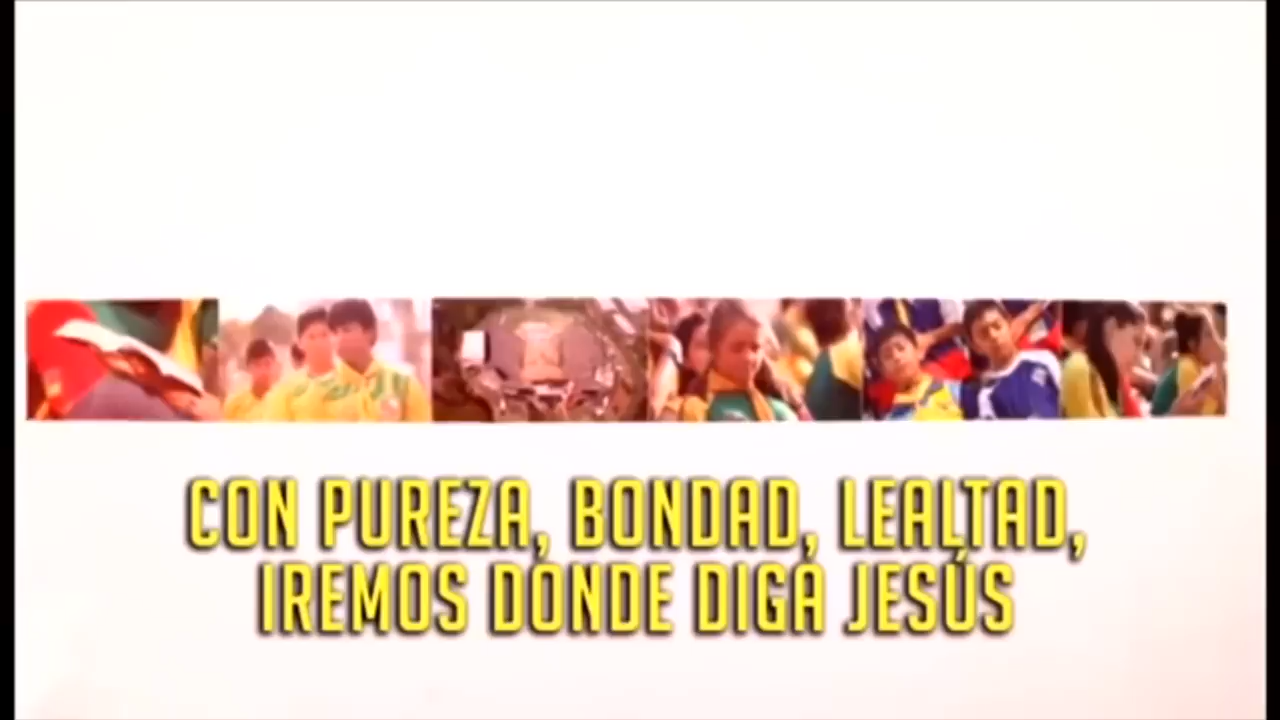 CON PUREZA, BONDAD, LEALTAD,
IREMOS DONDE DIGA JESÚS